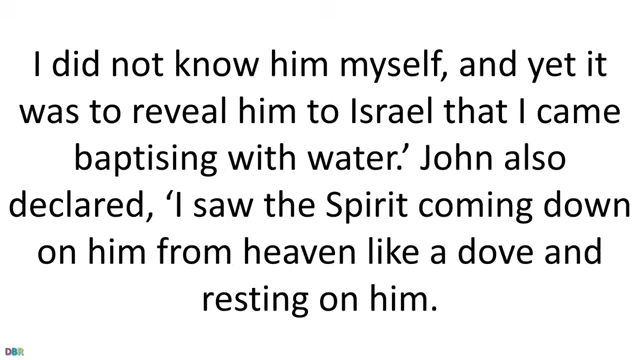 I did not know him myself, and yet it
was to reveal him to Israel that I came
baptising with water.’ John also
declared, ‘I saw the Spirit coming down
on him from heaven like a dove and
resting on him.
DBR